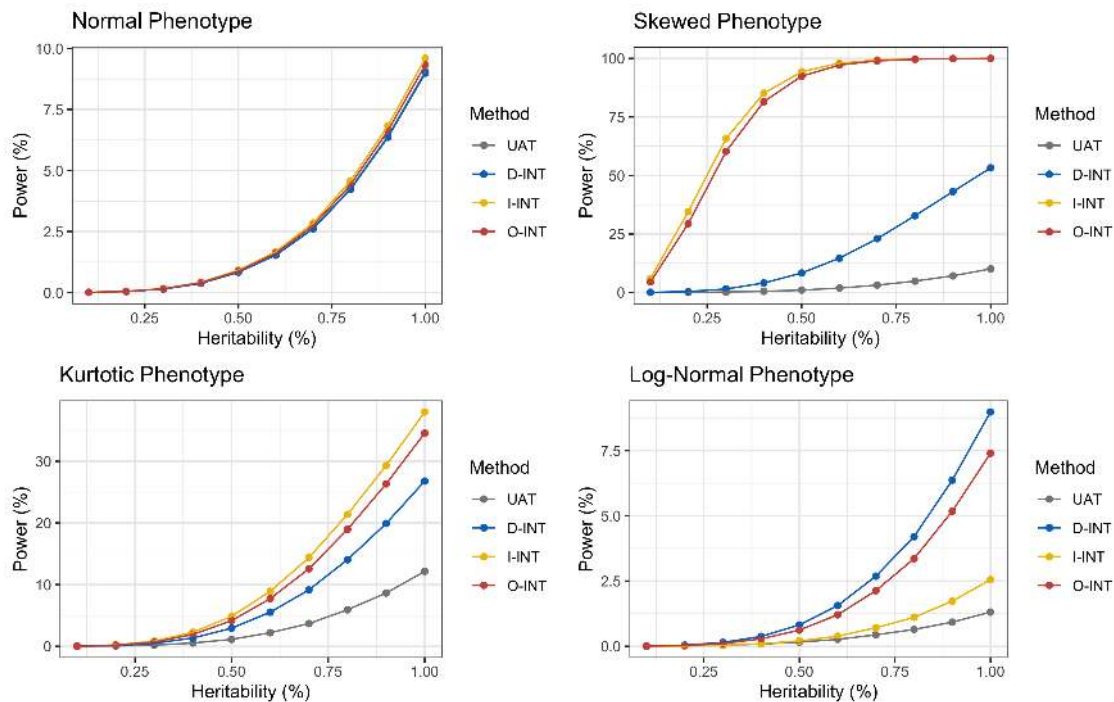 Normal Phenotype
10.0
7.5
5.0
2.5
0.0
Power (%)
0.25
0.50
0.75
1.00
Heritability (%)
Method
UAT
D-INT
I-INT
O-INT
Skewed Phenotype
100
75
50
25
0
Power (%)
0.25
0.50
0.75
1.00
Heritability (%)
Method
UAT
D-INT
I-INT
O-INT
Kurtotic Phenotype
30
20
10
0
Power (%)
0.25
0.50
0.75
1.00
Heritability (%)
Method
UAT
D-INT
I-INT
O-INT
Log-Normal Phenotype
7.5
5.0
2.5
0.0
Power (%)
0.25
0.50
0.75
1.00
Heritability (%)
Method
UAT
D-INT
I-INT
O-INT